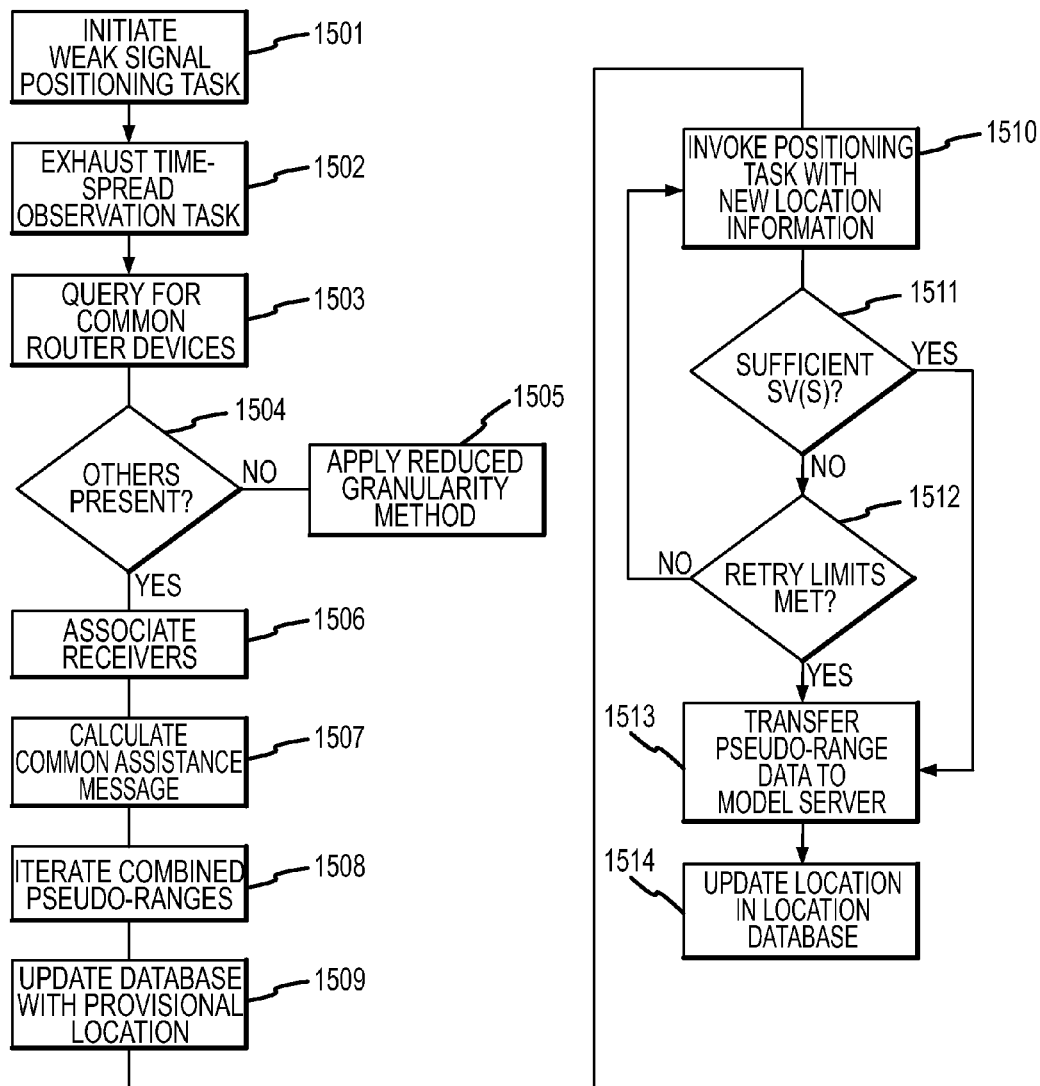 INITIATE
WEAK SIGNAL
POSITIONING TASK
1501
EXHAUST TIME-
SPREAD
OBSERVATION TASK
1502
QUERY FOR
COMMON
ROUTER DEVICES
1503
OTHERS
PRESENT?
1504
NO
APPLY REDUCED
GRANULARITY
METHOD
1505
YES
ASSOCIATE
RECEIVERS
1506
CALCULATE
COMMON ASSISTANCE
MESSAGE
1507
ITERATE COMBINED
PSEUDO-RANGES
1508
UPDATE DATABASE
WITH PROVISIONAL
LOCATION
1509
INVOKE POSITIONING
TASK WITH
NEW LOCATION
INFORMATION
1510
SUFFICIENT
SV(S)?
1511
YES
NO
RETRY LIMITS
MET?
1512
NO
YES
TRANSFER
PSEUDO-RANGE
DATA TO
MODEL SERVER
1513
UPDATE LOCATION
IN LOCATION
DATABASE
1514